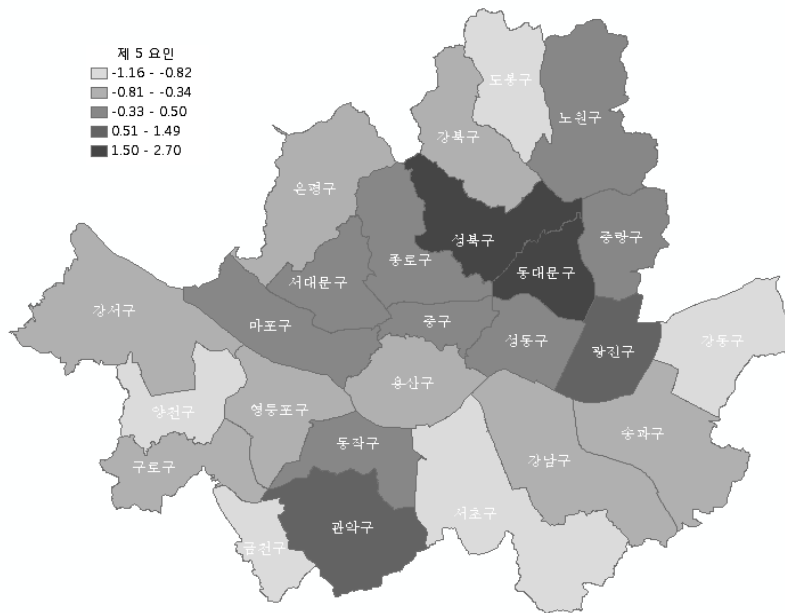 제 5 요인
-1.16 - -0.82
-0.81 - -0.34
-0.33 - 0.50
0.51 - 1.49
1.50 - 2.70
도봉구
노원구
강북구
은평구
성북구
중랑구
종로구
동대문구
서대문구
강서구
마포구
중구
성동구
광진구
강동구
용산구
양천구
영등포구
송파구
동작구
구로구
강남구
서초구
관악구
금천구